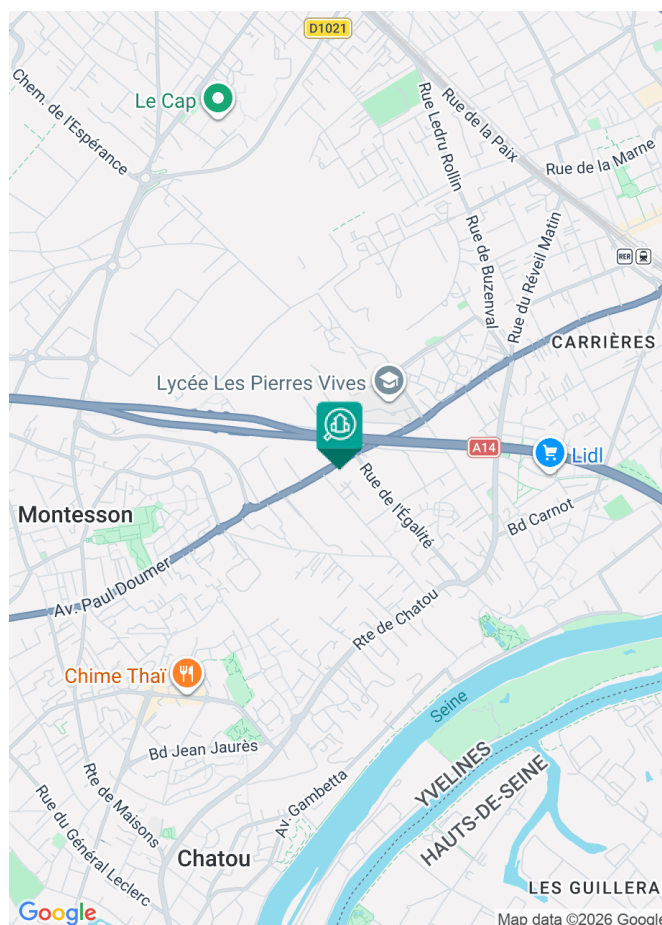 D1021
Le Cap
Chem. de l'Espérance
Rue Ledru Rollin
Rue de la Paix
Rue de la Marne
Rue de Buzenval
Rue du Réveil Matin
RER
CARRIÈRES
Lycée Les Pierres Vives
A14
Lidl
Rue de l'Égalité
Bd Carnot
Montesson
Av. Paul Doumer
Rte de Chatou
Chime Thaï
Seine
Bd Jean Jaurès
YVELINES
HAUTS-DE-SEINE
Rte de Maisons
Av. Gambetta
Rue du Général Leclerc
Chatou
LES GUILLERA
Google
Map data ©2026 Google